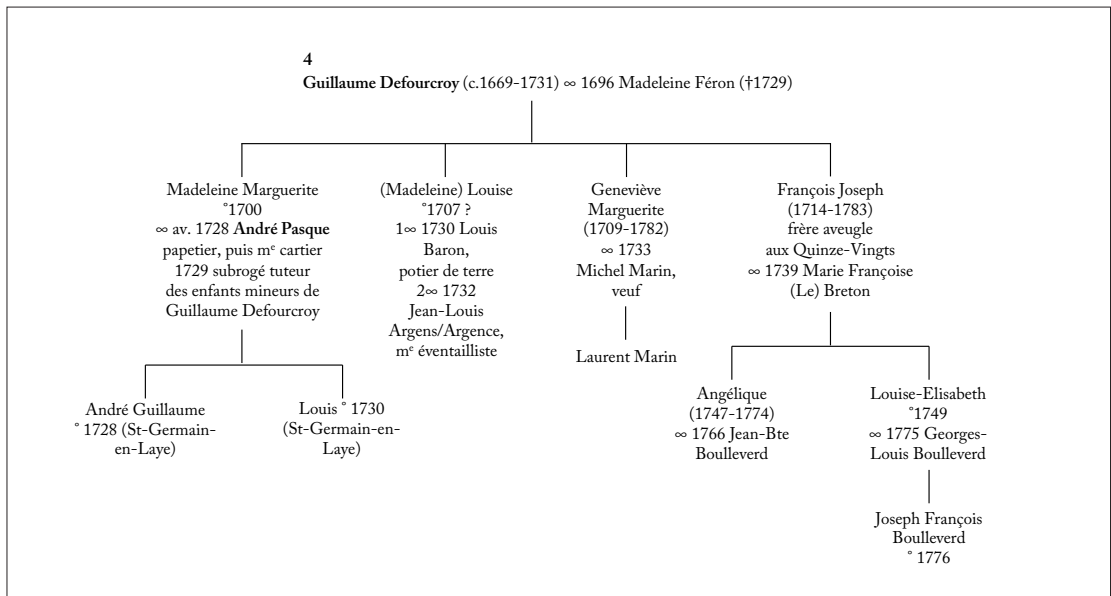 4
Guillaume Defourcroy (c.1669-1731) ∞ 1696 Madeleine Féron (†1729)
Madeleine Marguerite
°1700
∞ av. 1728 André Pasque
papetier, puis mᵉ cartier
1729 subrogé tuteur
des enfants mineurs de
Guillaume Defourcroy
(Madeleine) Louise
°1707 ?
1∞ 1730 Louis
Baron,
potier de terre
2∞ 1732
Jean-Louis
Argens/Argence,
mᵉ éventailliste
Geneviève
Marguerite
(1709-1782)
∞ 1733
Michel Marin,
veuf
François Joseph
(1714-1783)
frère aveugle
aux Quinze-Vingts
∞ 1739 Marie Françoise
(Le) Breton
André Guillaume
° 1728 (St-Germain-
en-Laye)
Louis ° 1730
(St-Germain-en-
Laye)
Laurent Marin
Angélique
(1747-1774)
∞ 1766 Jean-Bte
Boulleverd
Louise-Elisabeth
°1749
∞ 1775 Georges-
Louis Boulleverd
Joseph François
Boulleverd
° 1776